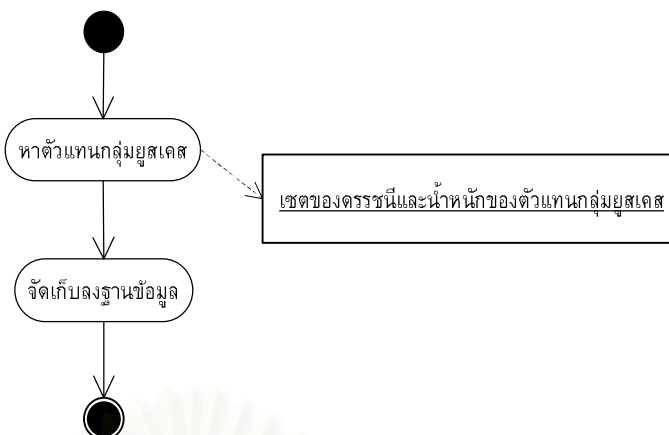 หาตัวแทนกลุ่มยูสเคส
เซตของดรรชนีและน้ำหนักของตัวแทนกลุ่มยูสเคส
จัดเก็บลงฐานข้อมูล